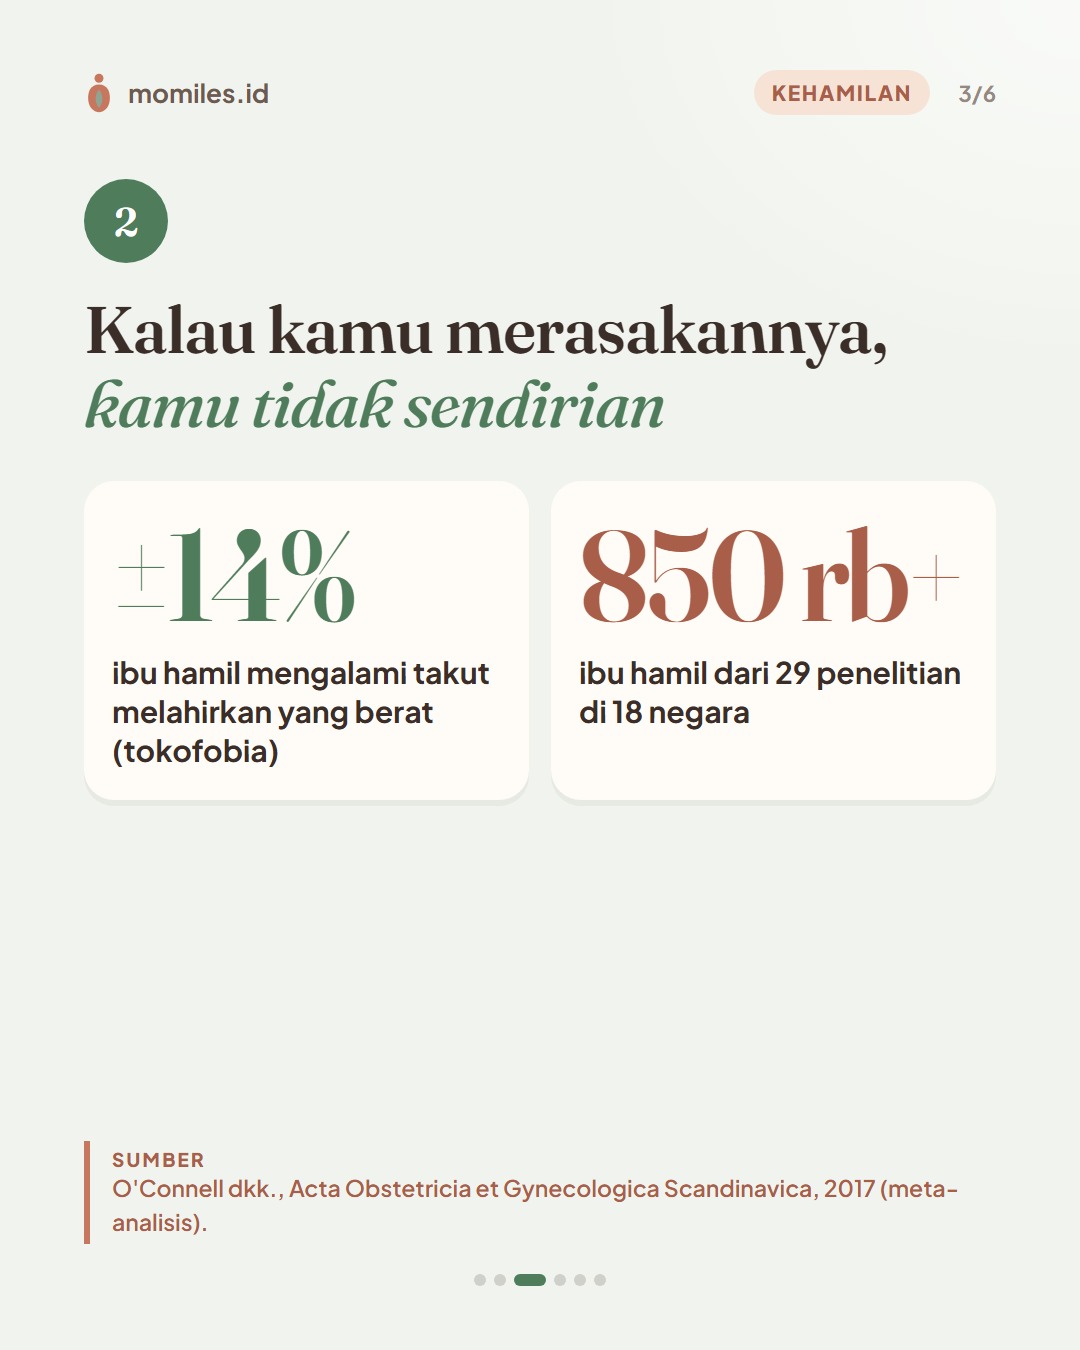 momiles.id
KEHAMILAN 3/6
2
Kalau kamu merasakannya,
kamu tidak sendirian
±14%
ibu hamil mengalami takut
melahirkan yang berat
(tokofobia)
850 rb+
ibu hamil dari 29 penelitian
di 18 negara
SUMBER
O'Connell dkk., Acta Obstetricia et Gynecologica Scandinavica, 2017 (meta-
analisis).